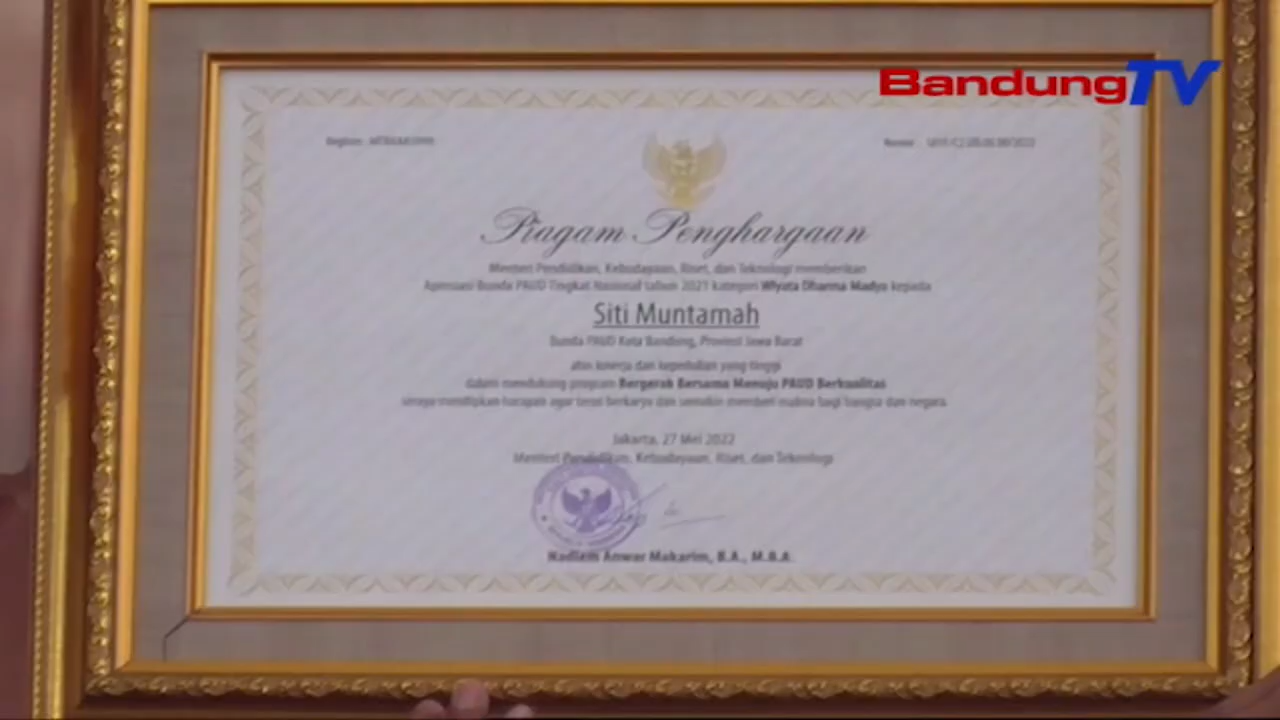 BandungTV
Nomor :
Piagam Penghargaan
Menteri Pendidikan, Kebudayaan, Riset, dan Teknologi memberikan
Apresiasi Bunda PAUD Tingkat Nasional tahun 2021 kategori Wiyata Dharma Madya kepada
Siti Muntamah
Bunda PAUD Kota Bandung, Provinsi Jawa Barat
atas kinerja dan kepedulian yang tinggi
dalam mendukung program Bergerak Bersama Menuju PAUD Berkualitas
seraya menitipkan harapan agar terus berkarya dan semakin memberi makna bagi bangsa dan negara.
Jakarta, 27 Mei 2022
Menteri Pendidikan, Kebudayaan, Riset, dan Teknologi
Nadiem Anwar Makarim, B.A., M.B.A.